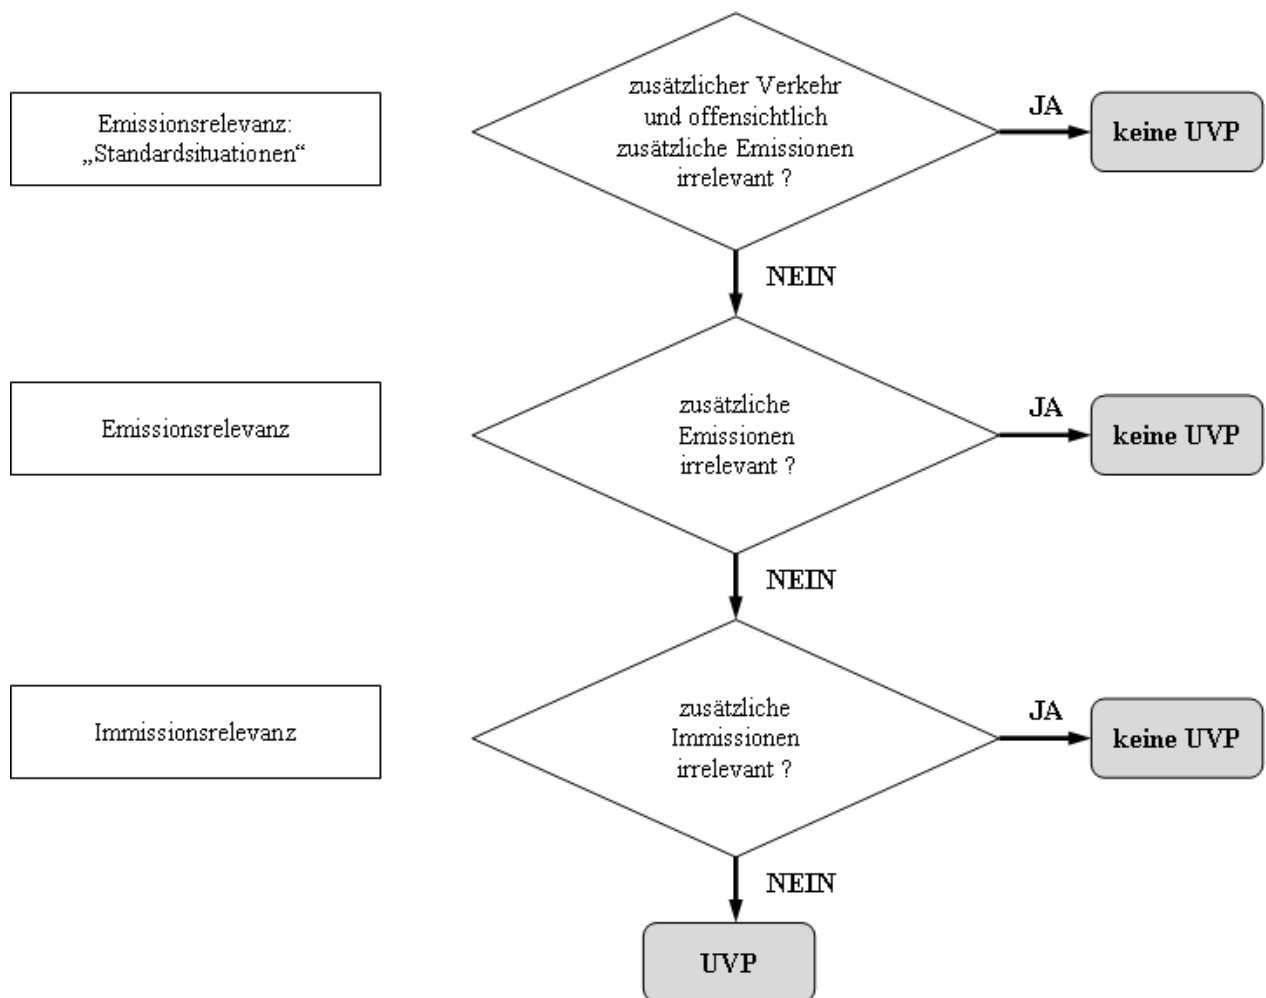 Emissionsrelevanz:
„Standardsituationen“
zusätzlicher Verkehr
und offensichtlich
zusätzliche Emissionen
irrelevant ?
JA
keine UVP
NEIN
Emissionsrelevanz
zusätzliche
Emissionen
irrelevant ?
JA
keine UVP
NEIN
Immissionsrelevanz
zusätzliche
Immissionen
irrelevant ?
JA
keine UVP
NEIN
UVP